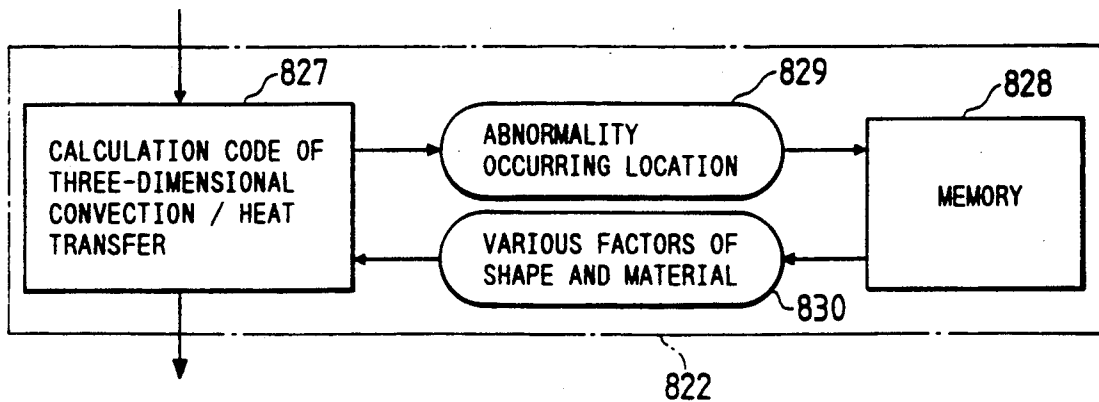 827
829
828
CALCULATION CODE OF
THREE-DIMENSIONAL
CONVECTION / HEAT
TRANSFER
ABNORMALITY
OCCURRING LOCATION
MEMORY
VARIOUS FACTORS OF
SHAPE AND MATERIAL
830
822